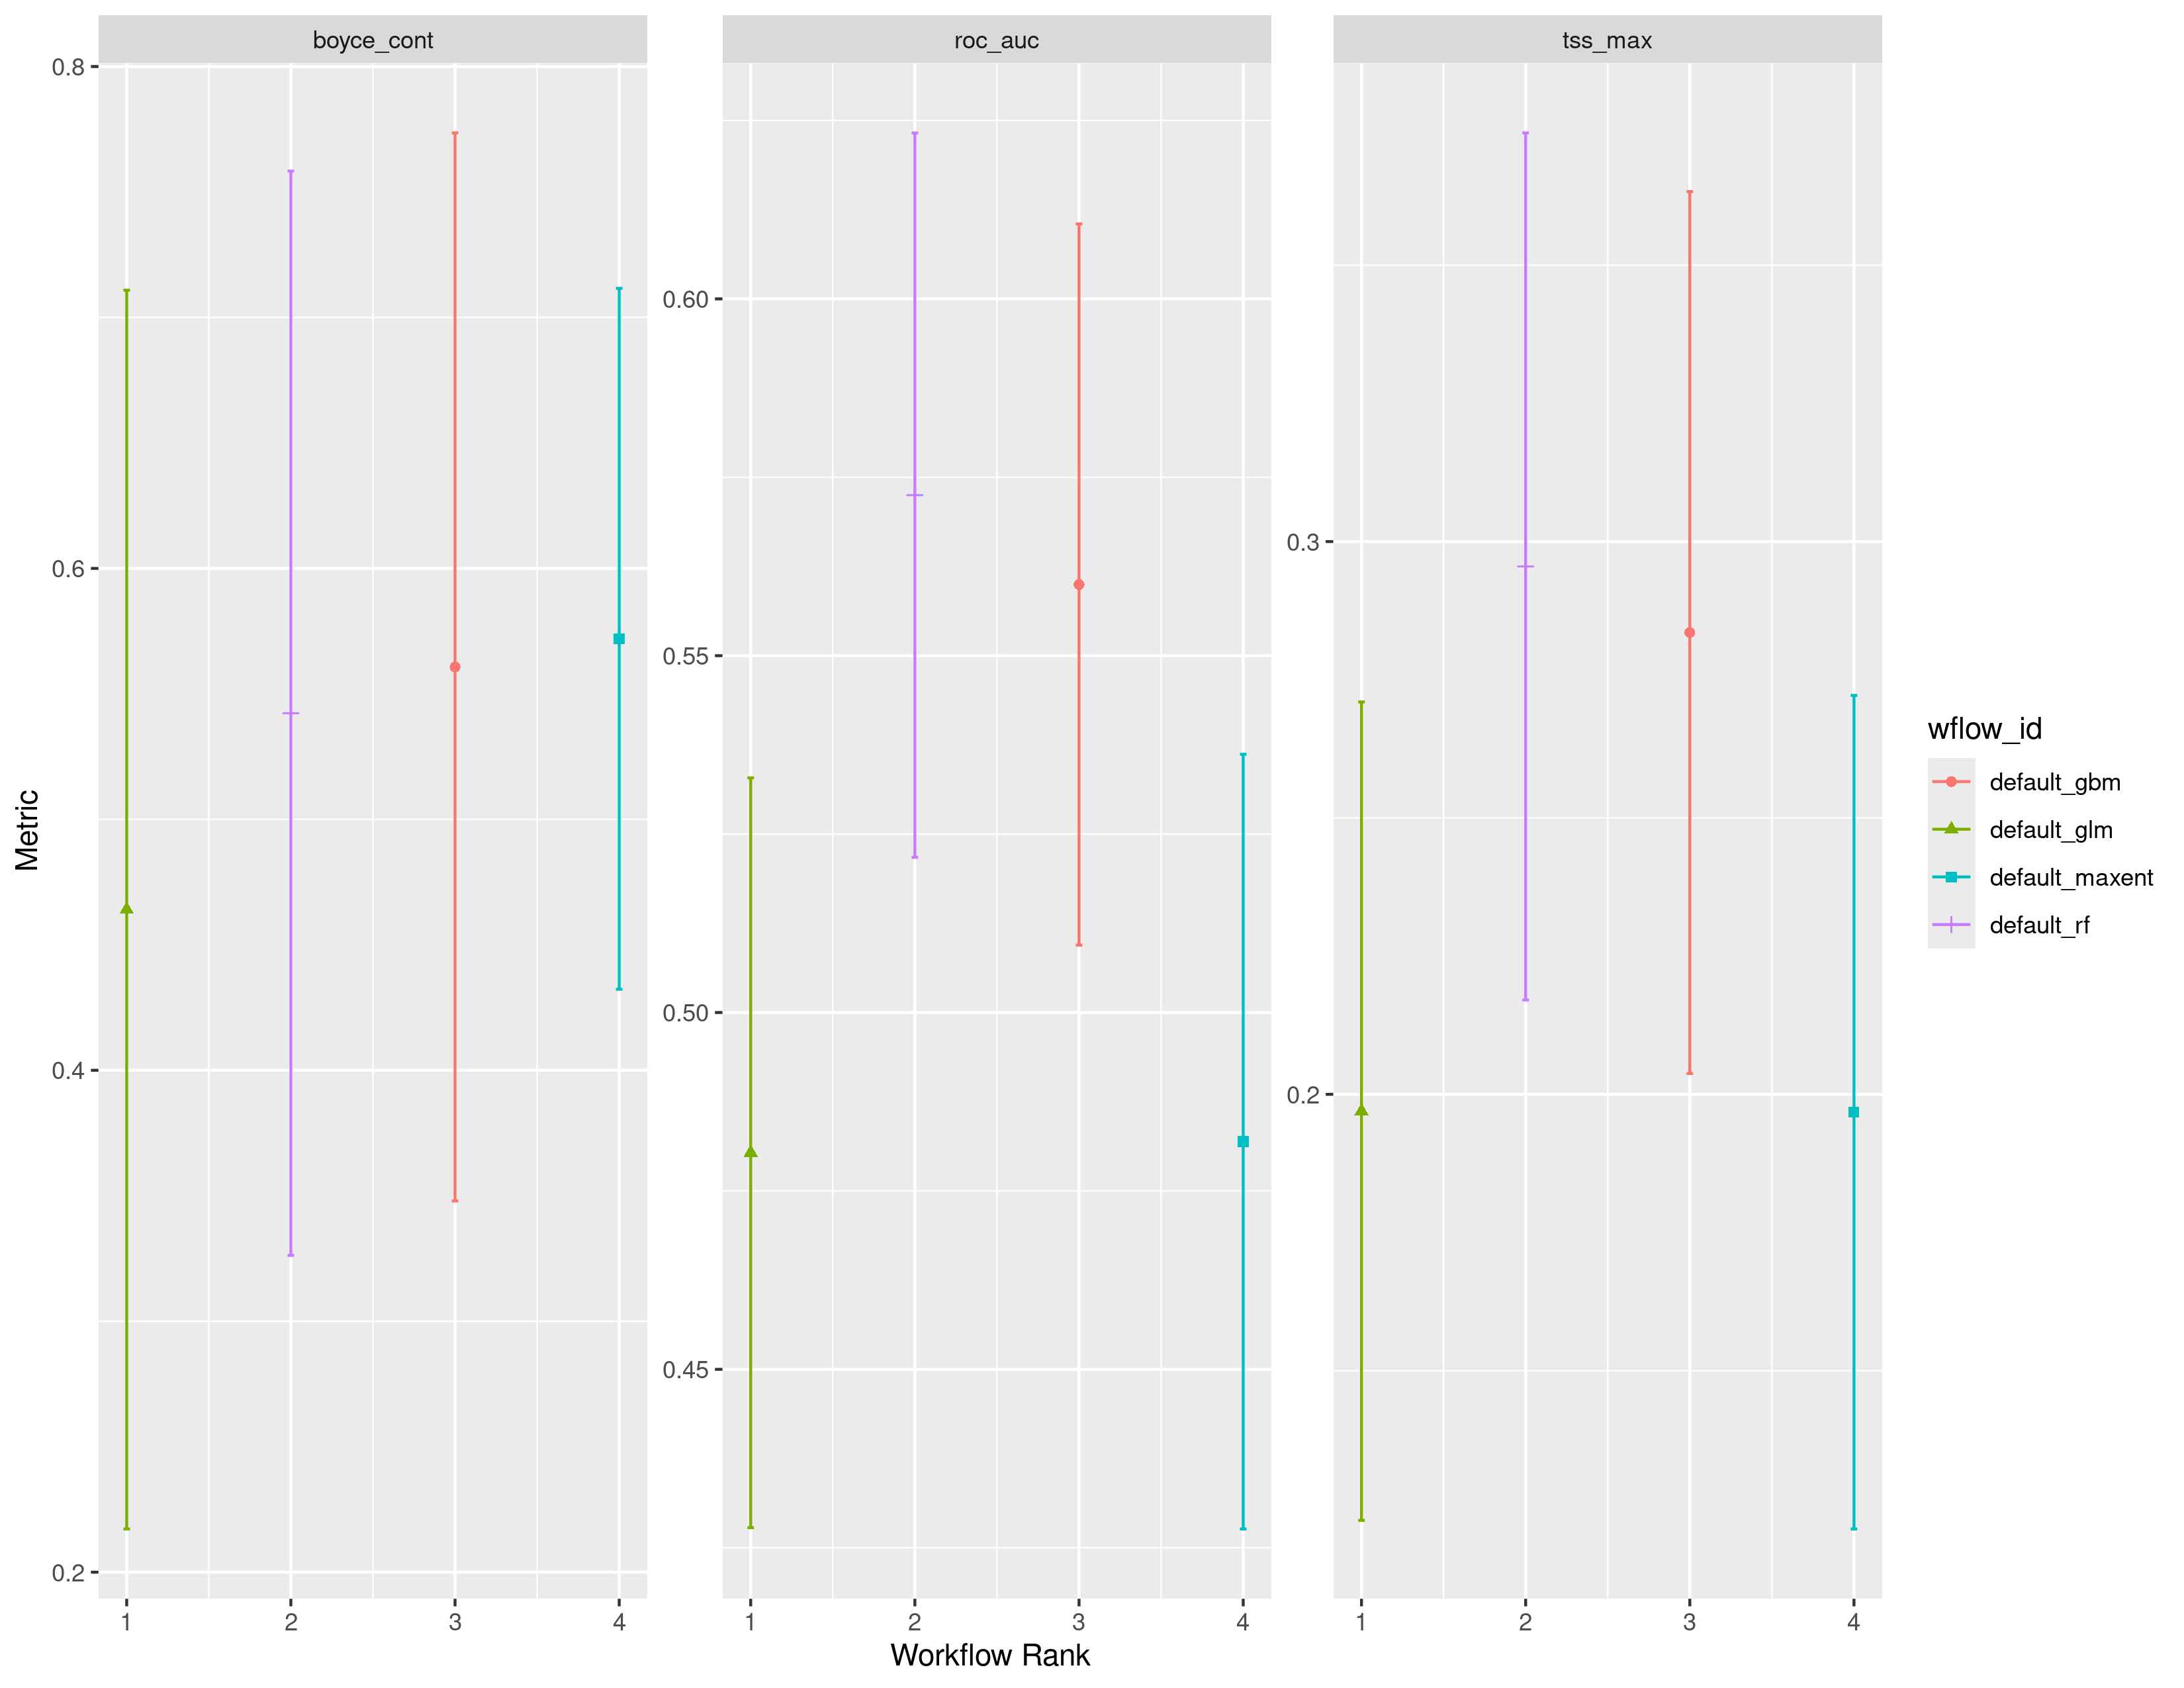 boyce_cont
roc_auc
tss_max
0.8
0.6
0.4
0.2
0.60
0.55
0.50
0.45
0.3
0.2
1 2 3 4
1 2 3 4
1 2 3 4
Metric
Workflow Rank
wflow_id
default_gbm
default_glm
default_maxent
default_rf